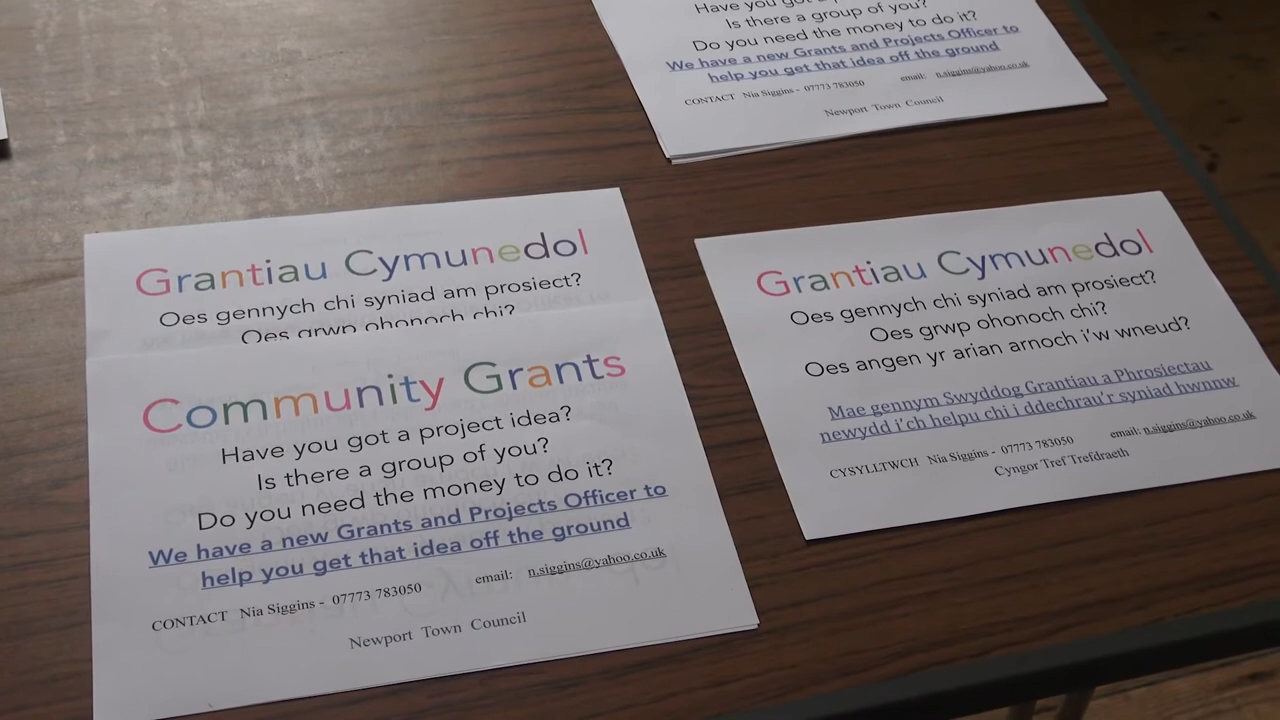 Have you got a
Is there a group of you?
Do you need the money to do it?
We have a new Grants and Projects Officer to
help you get that idea off the ground
CONTACT Nia Siggins - 07773 783050 email: n.siggins@yahoo.co.uk
Newport Town Council
Grantiau Cymunedol
Oes gennych chi syniad am prosiect?
Oes grwp ohonoch chi?
Community Grants
Have you got a project idea?
Is there a group of you?
Do you need the money to do it?
We have a new Grants and Projects Officer to
help you get that idea off the ground
CONTACT Nia Siggins - 07773 783050 email: n.siggins@yahoo.co.uk
Newport Town Council
Grantiau Cymunedol
Oes gennych chi syniad am prosiect?
Oes grwp ohonoch chi?
Oes angen yr arian arnoch i'w wneud?
Mae gennym Swyddog Grantiau a Phrosiectau
newydd i'ch helpu chi i ddechrau'r syniad hwnnw
CYSYLLTWCH Nia Siggins - 07773 783050 email: n.siggins@yahoo.co.uk
Cyngor Tref Trefdraeth